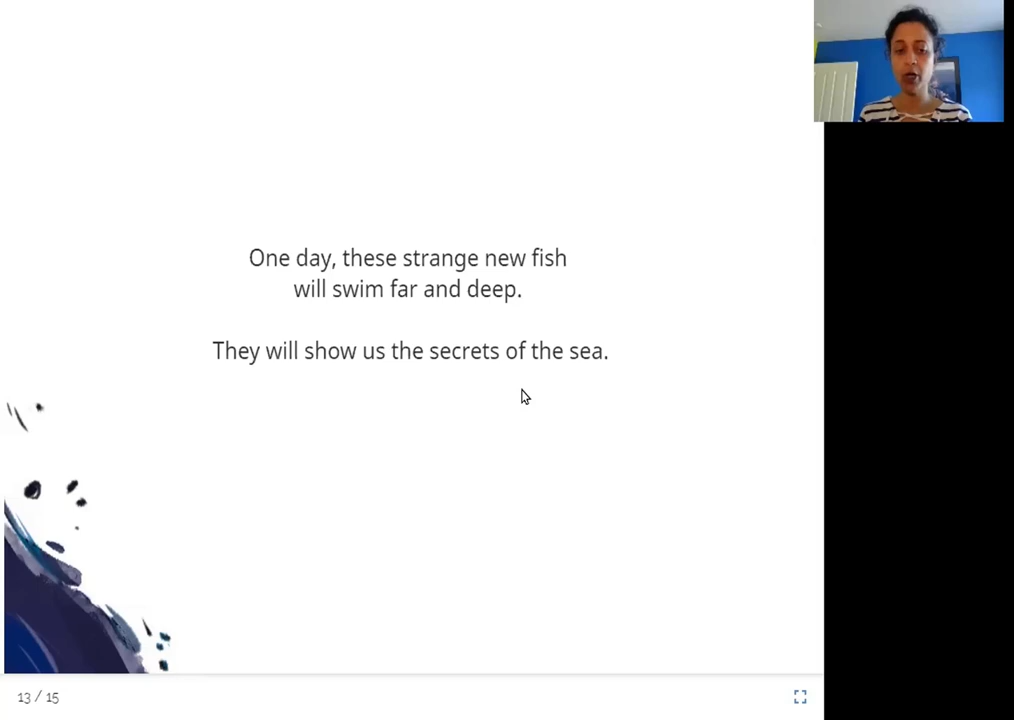 One day, these strange new fish
will swim far and deep.
They will show us the secrets of the sea.
13 / 15